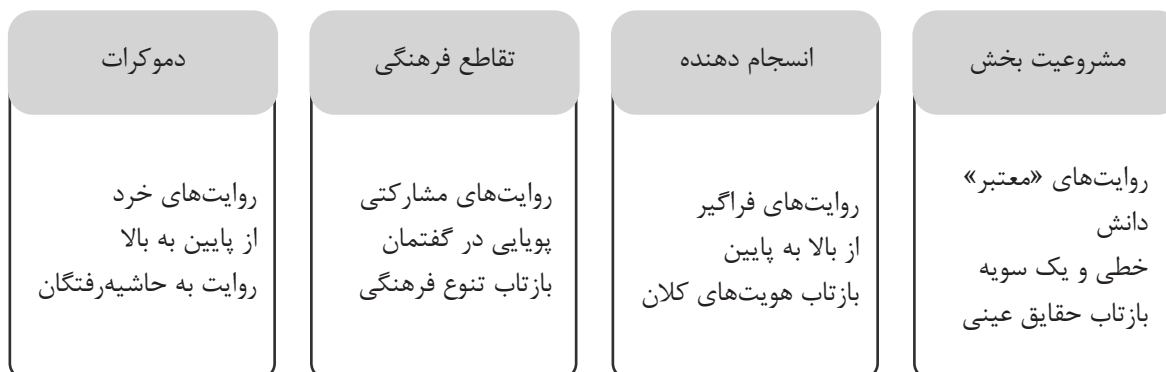 مشروعیت بخش
روایت‌های «معتبر»
دانش
خطی و یک سویه
بازتاب حقایق عینی
انسجام دهنده
روایت‌های فراگیر
از بالا به پایین
بازتاب هویت‌های کلان
تقاطع فرهنگی
روایت‌های مشارکتی
پویایی در گفتمان
بازتاب تنوع فرهنگی
دموکرات
روایت‌های خرد
از پایین به بالا
روایت به حاشیه‌رفتگان